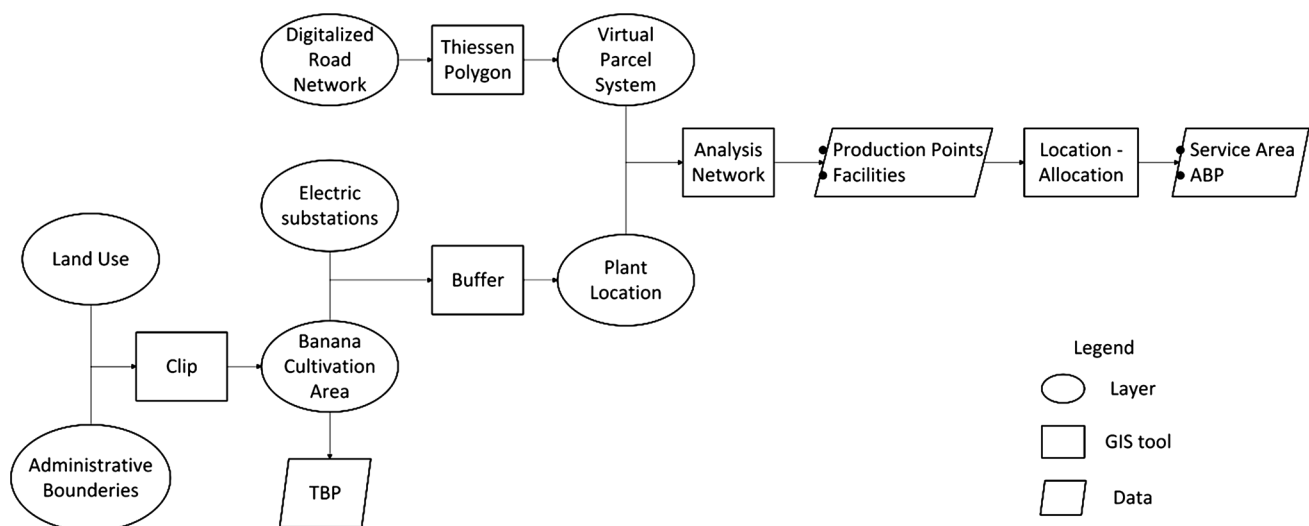 Digitalized
Road
Network
Thiessen
Polygon
Virtual
Parcel
System
Analysis
Network
Production Points
Facilities
Location -
Allocation
Service Area
ABP
Electric
substations
Land Use
Buffer
Plant
Location
Clip
Banana
Cultivation
Area
Administrative
Bounderies
TBP
Legend
Layer
GIS tool
Data